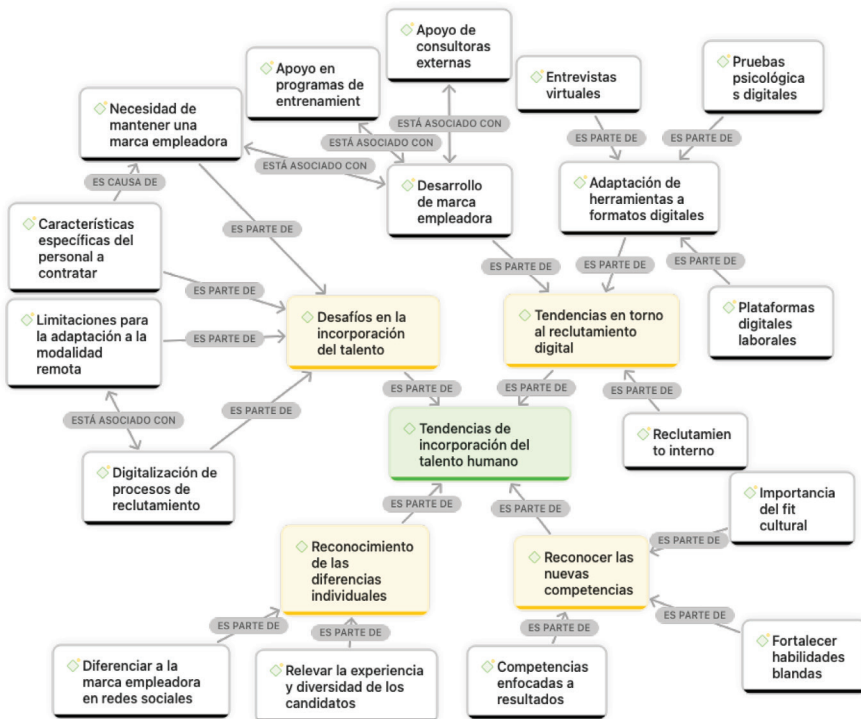 Apoyo de
consultoras
externas
Apoyo en
programas de
entrenamient
Entrevistas
virtuales
Pruebas
psicológica
s digitales
Necesidad de
mantener una
marca empleadora
ESTÁ ASOCIADO CON
ESTÁ ASOCIADO CON
ESTÁ ASOCIADO CON
ES PARTE DE
ES PARTE DE
ES CAUSA DE
Desarrollo
de marca
empleadora
Adaptación de
herramientas a
formatos digitales
Características
específicas del
personal a
contratar
ES PARTE DE
ES PARTE DE
ES PARTE DE
ES PARTE DE
ES PARTE DE
Plataformas
digitales
laborales
Limitaciones para
la adaptación a la
modalidad
remota
ES PARTE DE
Desafíos en la
incorporación
del talento
Tendencias en torno
al reclutamiento
digital
ES PARTE DE
ES PARTE DE
ES PARTE DE
ES PARTE DE
ESTÁ ASOCIADO CON
Tendencias de
incorporación del
talento humano
Reclutamien
to interno
Digitalización de
procesos de
reclutamiento
ES PARTE DE
ES PARTE DE
Importancia
del fit
cultural
ES PARTE DE
Reconocimiento
de las
diferencias
individuales
Reconocer las
nuevas
competencias
ES PARTE DE
ES PARTE DE
ES PARTE DE
ES PARTE DE
Fortalecer
habilidades
blandas
Diferenciar a la
marca empleadora
en redes sociales
Relevar la experiencia
y diversidad de los
candidatos
Competencias
enfocadas a
resultados